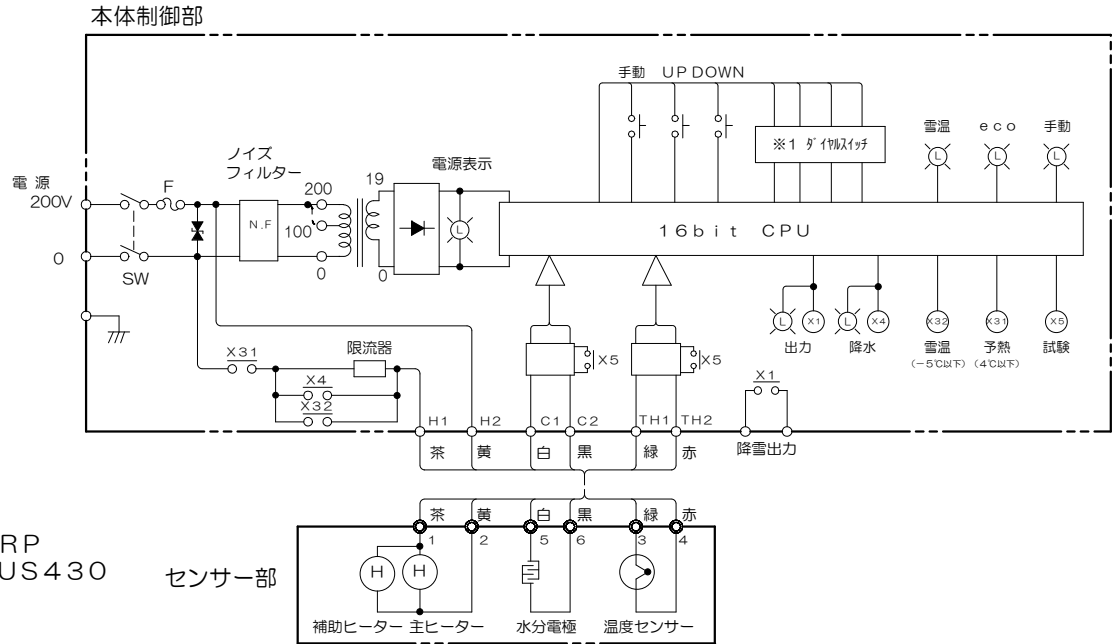 本体制御部
手動 UP DOWN
※1 ダイヤルスイッチ
雪温 eco 手動
L L L
ノイズ
フィルター
電源表示
電源
200V
F
N.F
200
100
0
19
0
L
16bit CPU
0
SW
L X1 L X4 X32 X31 X5
出力 降水 雪温 予熱 試験
(－5℃以下) (4℃以下)
X31
限流器
X4
X32
X5
X5
X1
H1 H2 C1 C2 TH1 TH2
降雪出力
茶 黄 白 黒 緑 赤
茶 黄 白 黒 緑 赤
1 2 5 6 3 4
RP
US430
センサー部
H H
補助ヒーター 主ヒーター 水分電極 温度センサー